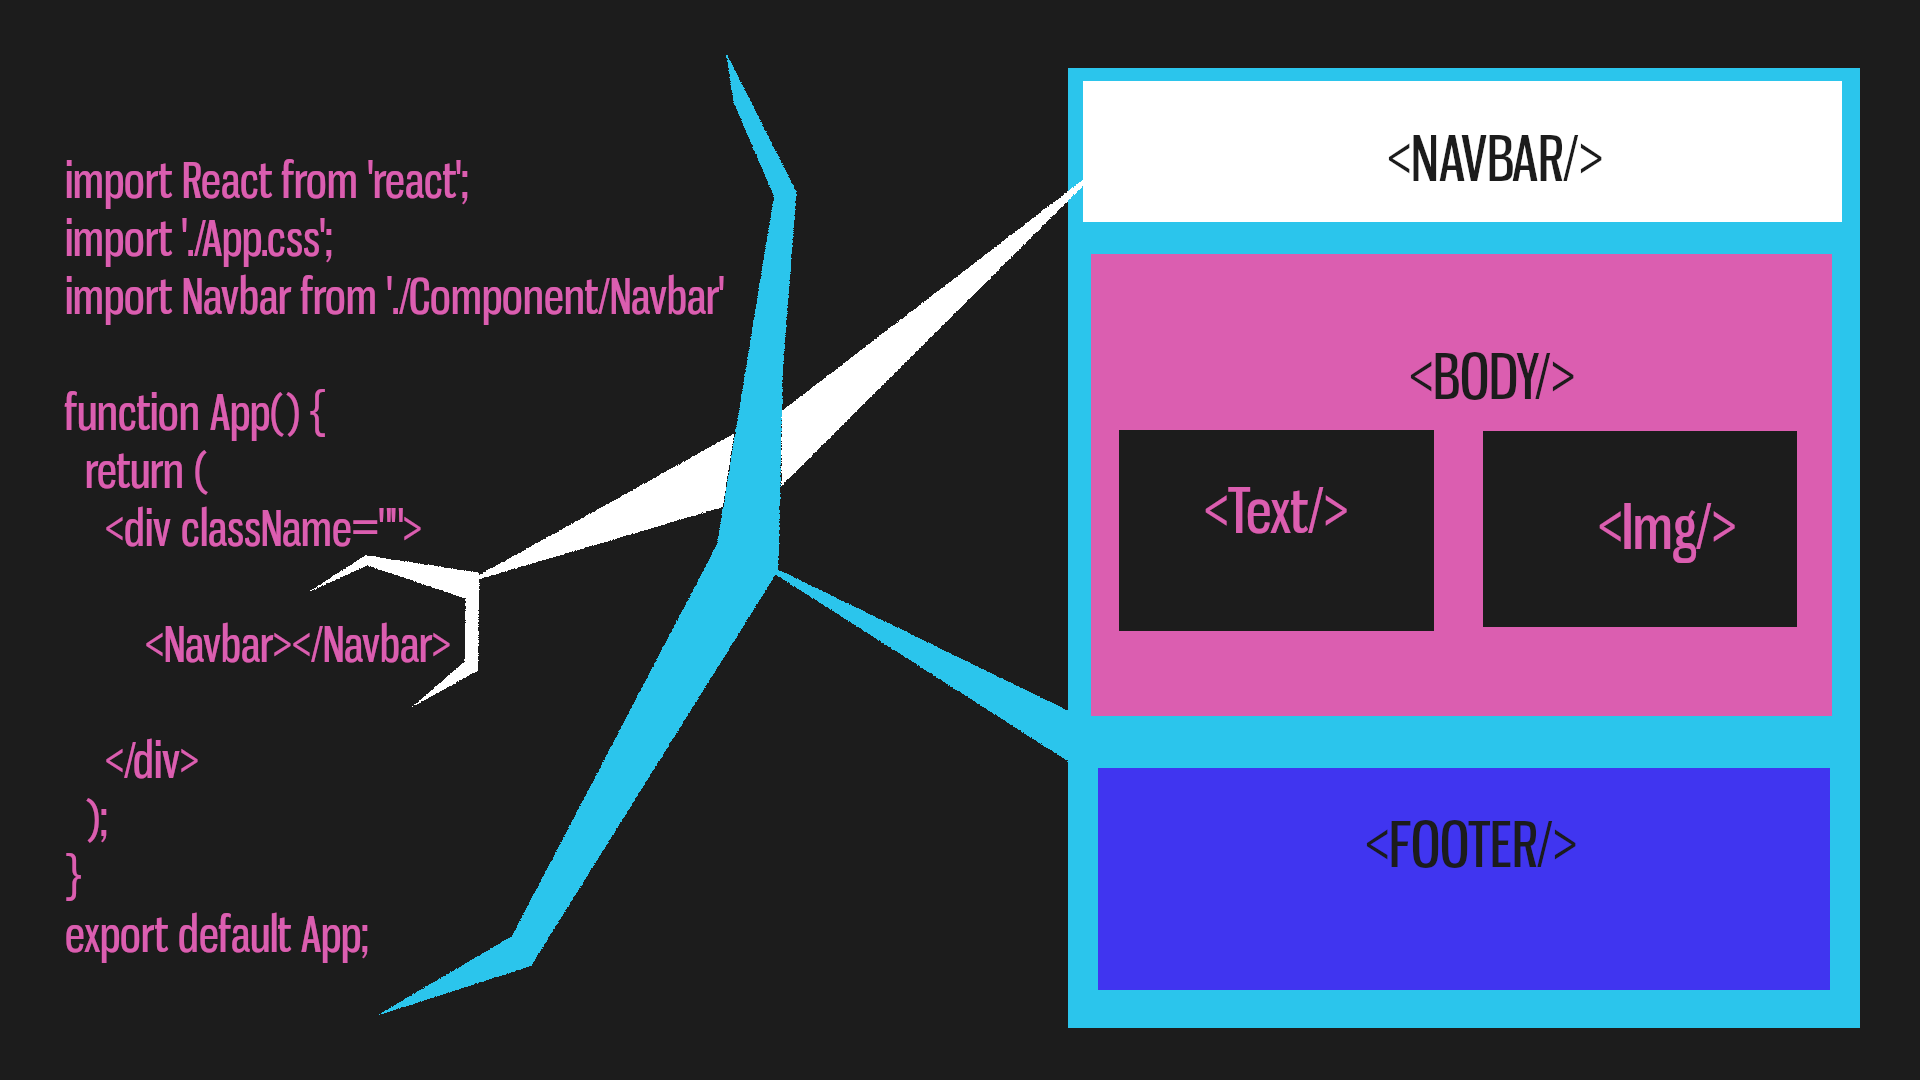 import React from 'react';
import './App.css';
import Navbar from './Component/Navbar'
function App() {
return (
<div className="">
<Navbar></Navbar>
</div>
);
}
export default App;
<NAVBAR/>
<BODY/>
<Text/>
<Img/>
<FOOTER/>